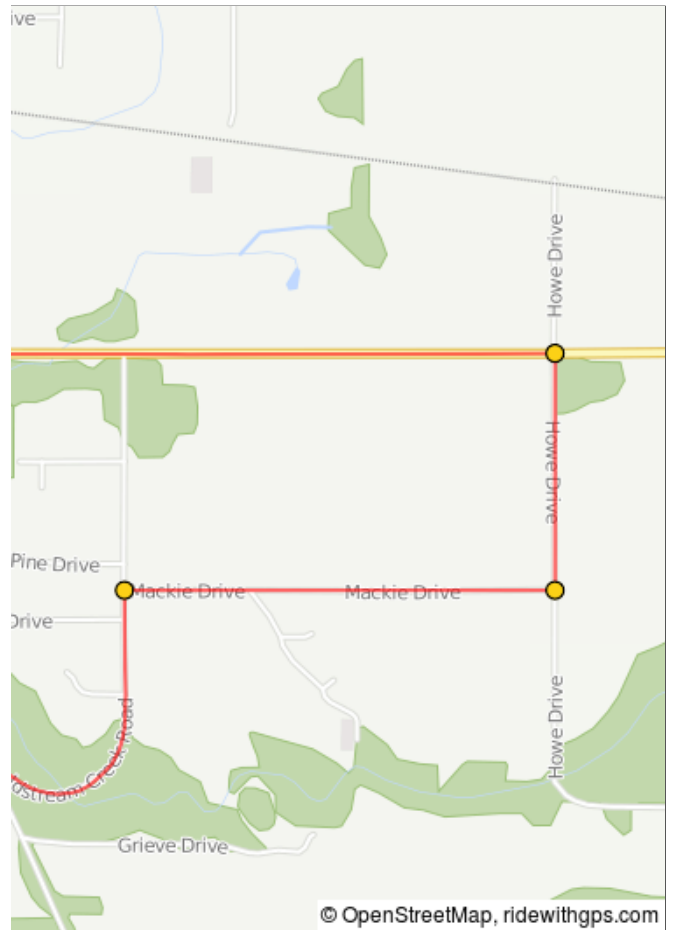 ive
Howe Drive
Howe Drive
Pine Drive
Mackie Drive
Mackie Drive
Drive
Howe Drive
dstream Creek Road
Grieve Drive
© OpenStreetMap, ridewithgps.com